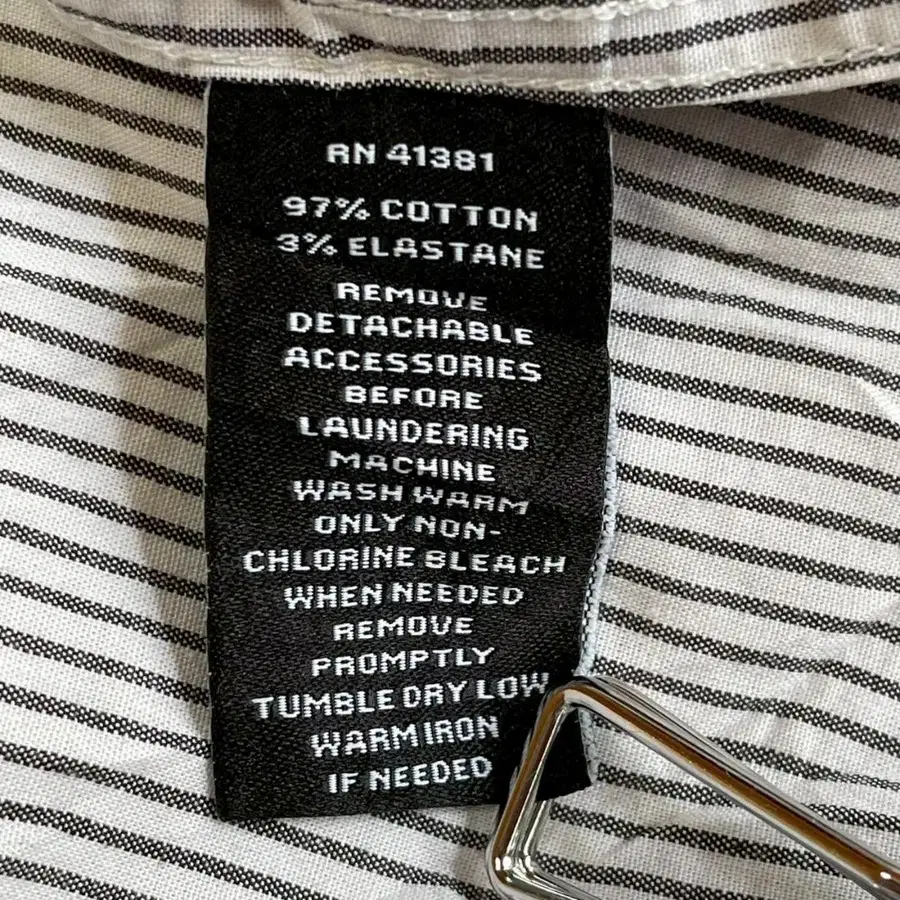 RN 41381
97% COTTON
3% ELASTANE
REMOVE
DETACHABLE
ACCESSORIES
BEFORE
LAUNDERING
MACHINE
WASH WARM
ONLY NON-
CHLORINE BLEACH
WHEN NEEDED
REMOVE
PROMPTLY
TUMBLE DRY LOW
WARM IRON
IF NEEDED